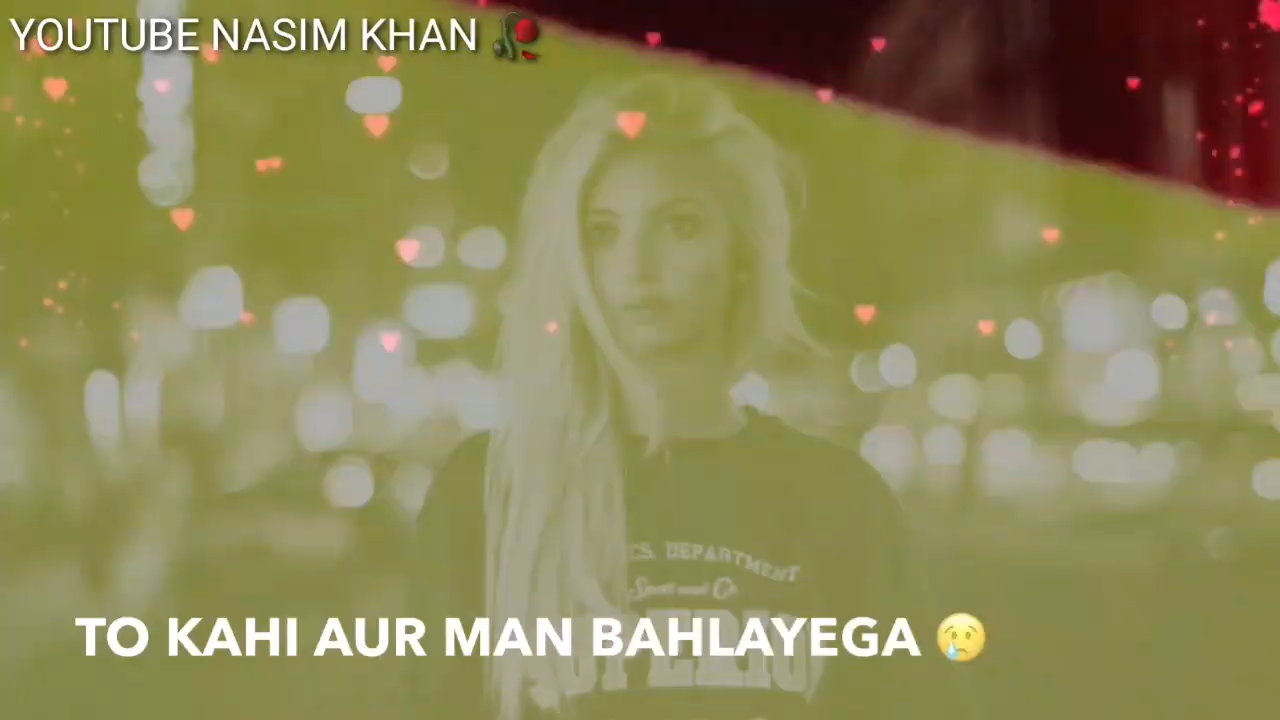 YOUTUBE NASIM KHAN 🥀
DEPARTMENT
TO KAHI AUR MAN BAHLAYEGA 😢